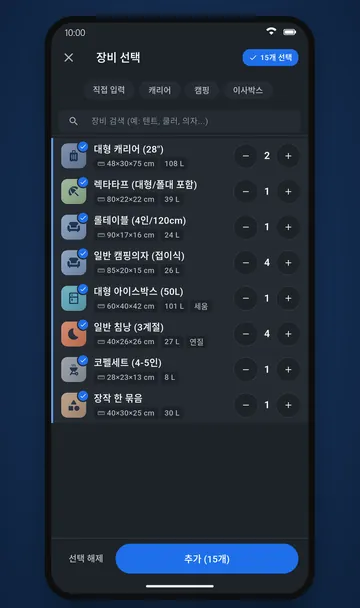 10:00
장비 선택
15개 선택
직접 입력 캐리어 캠핑 이사박스
장비 검색 (예: 텐트, 쿨러, 의자...)
대형 캐리어 (28")
48×30×75 cm 108 L
2
렉타타프 (대형/폴대 포함)
80×22×22 cm 39 L
1
롤테이블 (4인/120cm)
90×17×16 cm 24 L
1
일반 캠핑의자 (접이식)
85×20×15 cm 26 L
4
대형 아이스박스 (50L)
60×40×42 cm 101 L 세움
1
일반 침낭 (3계절)
40×26×26 cm 27 L 연질
4
코펠세트 (4-5인)
28×23×13 cm 8 L
1
장작 한 묶음
40×30×25 cm 30 L
1
선택 해제
추가 (15개)